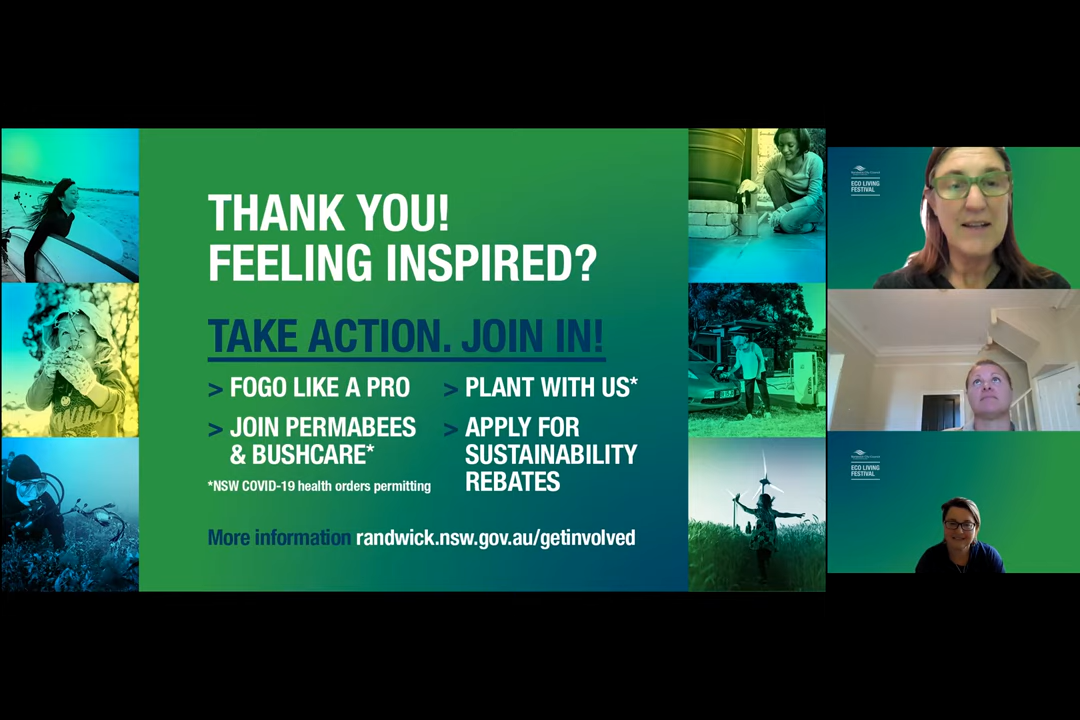 THANK YOU!
FEELING INSPIRED?
TAKE ACTION. JOIN IN!
> FOGO LIKE A PRO
> JOIN PERMABEES
& BUSHCARE*
*NSW COVID-19 health orders permitting
> PLANT WITH US*
> APPLY FOR
SUSTAINABILITY
REBATES
More information randwick.nsw.gov.au/getinvolved
ECO LIVING
FESTIVAL
ECO LIVING
FESTIVAL